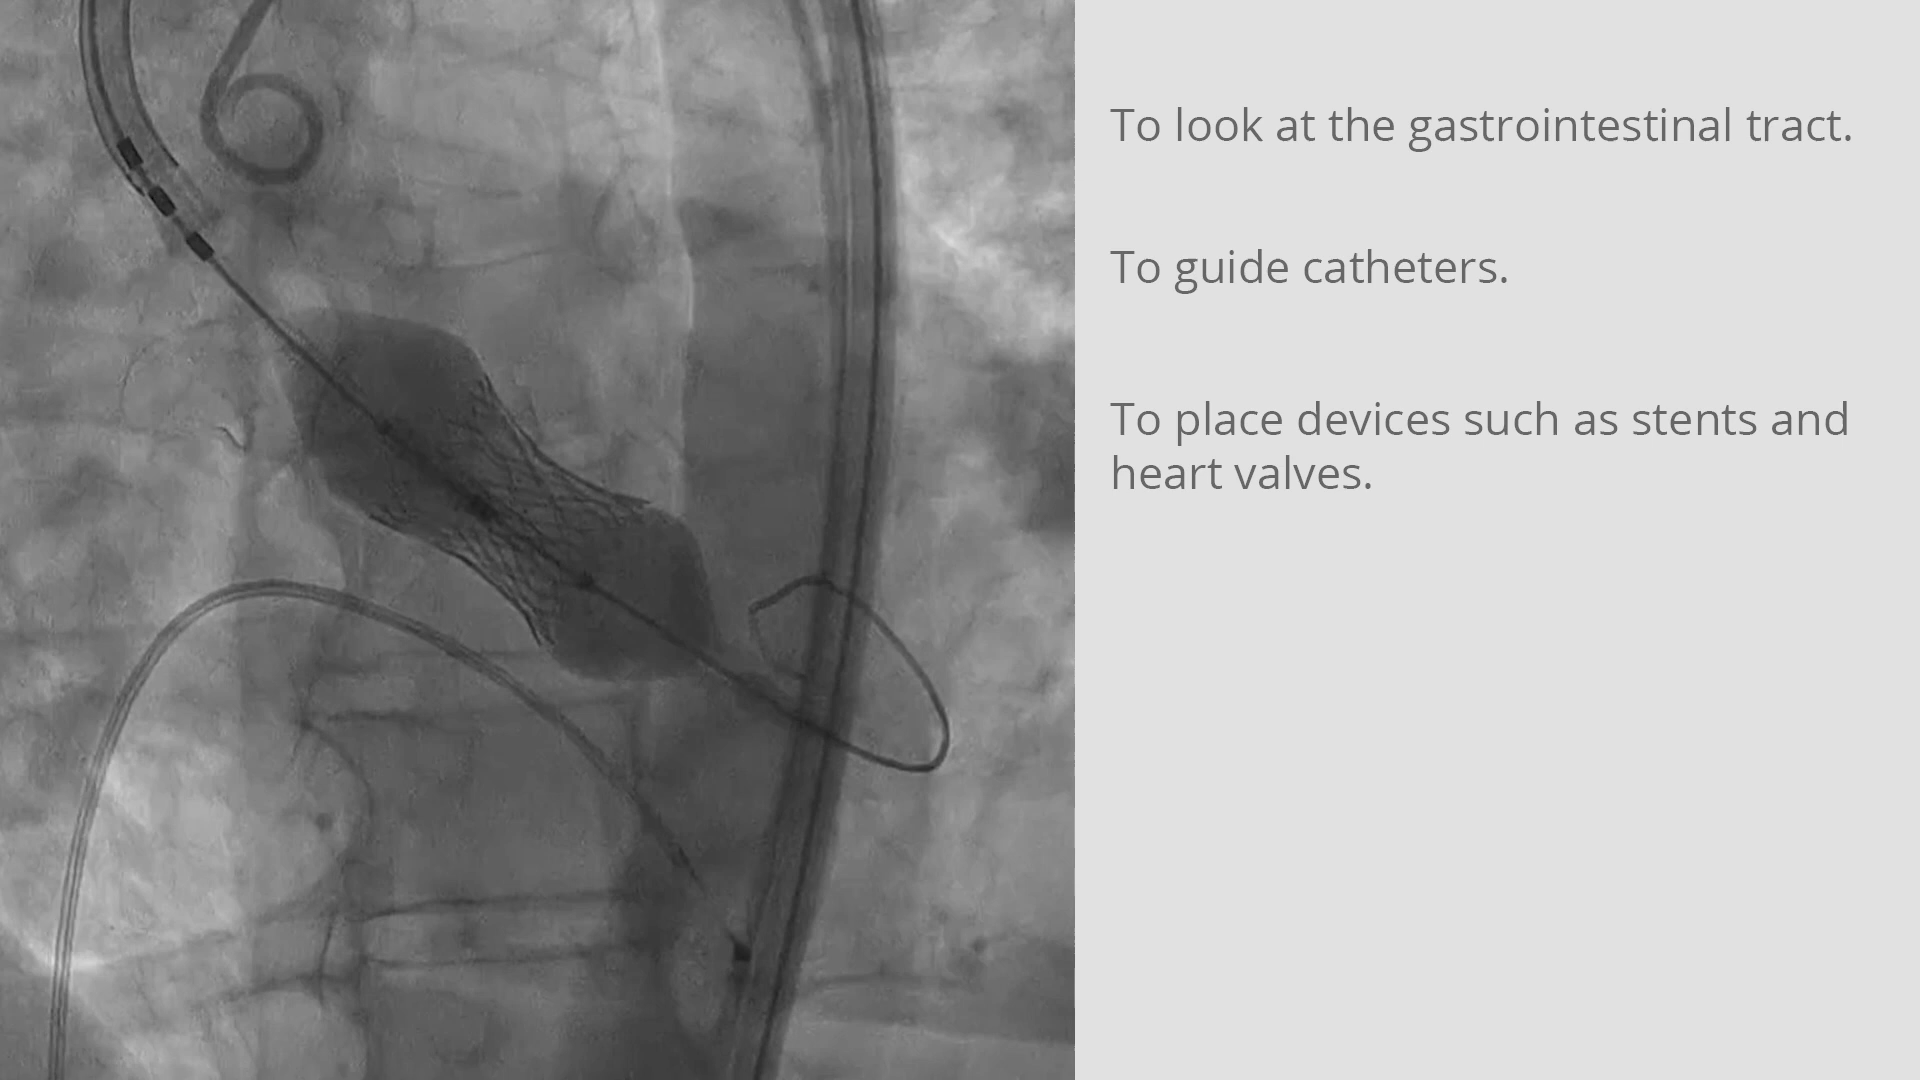 To look at the gastrointestinal tract.
To guide catheters.
To place devices such as stents and
heart valves.